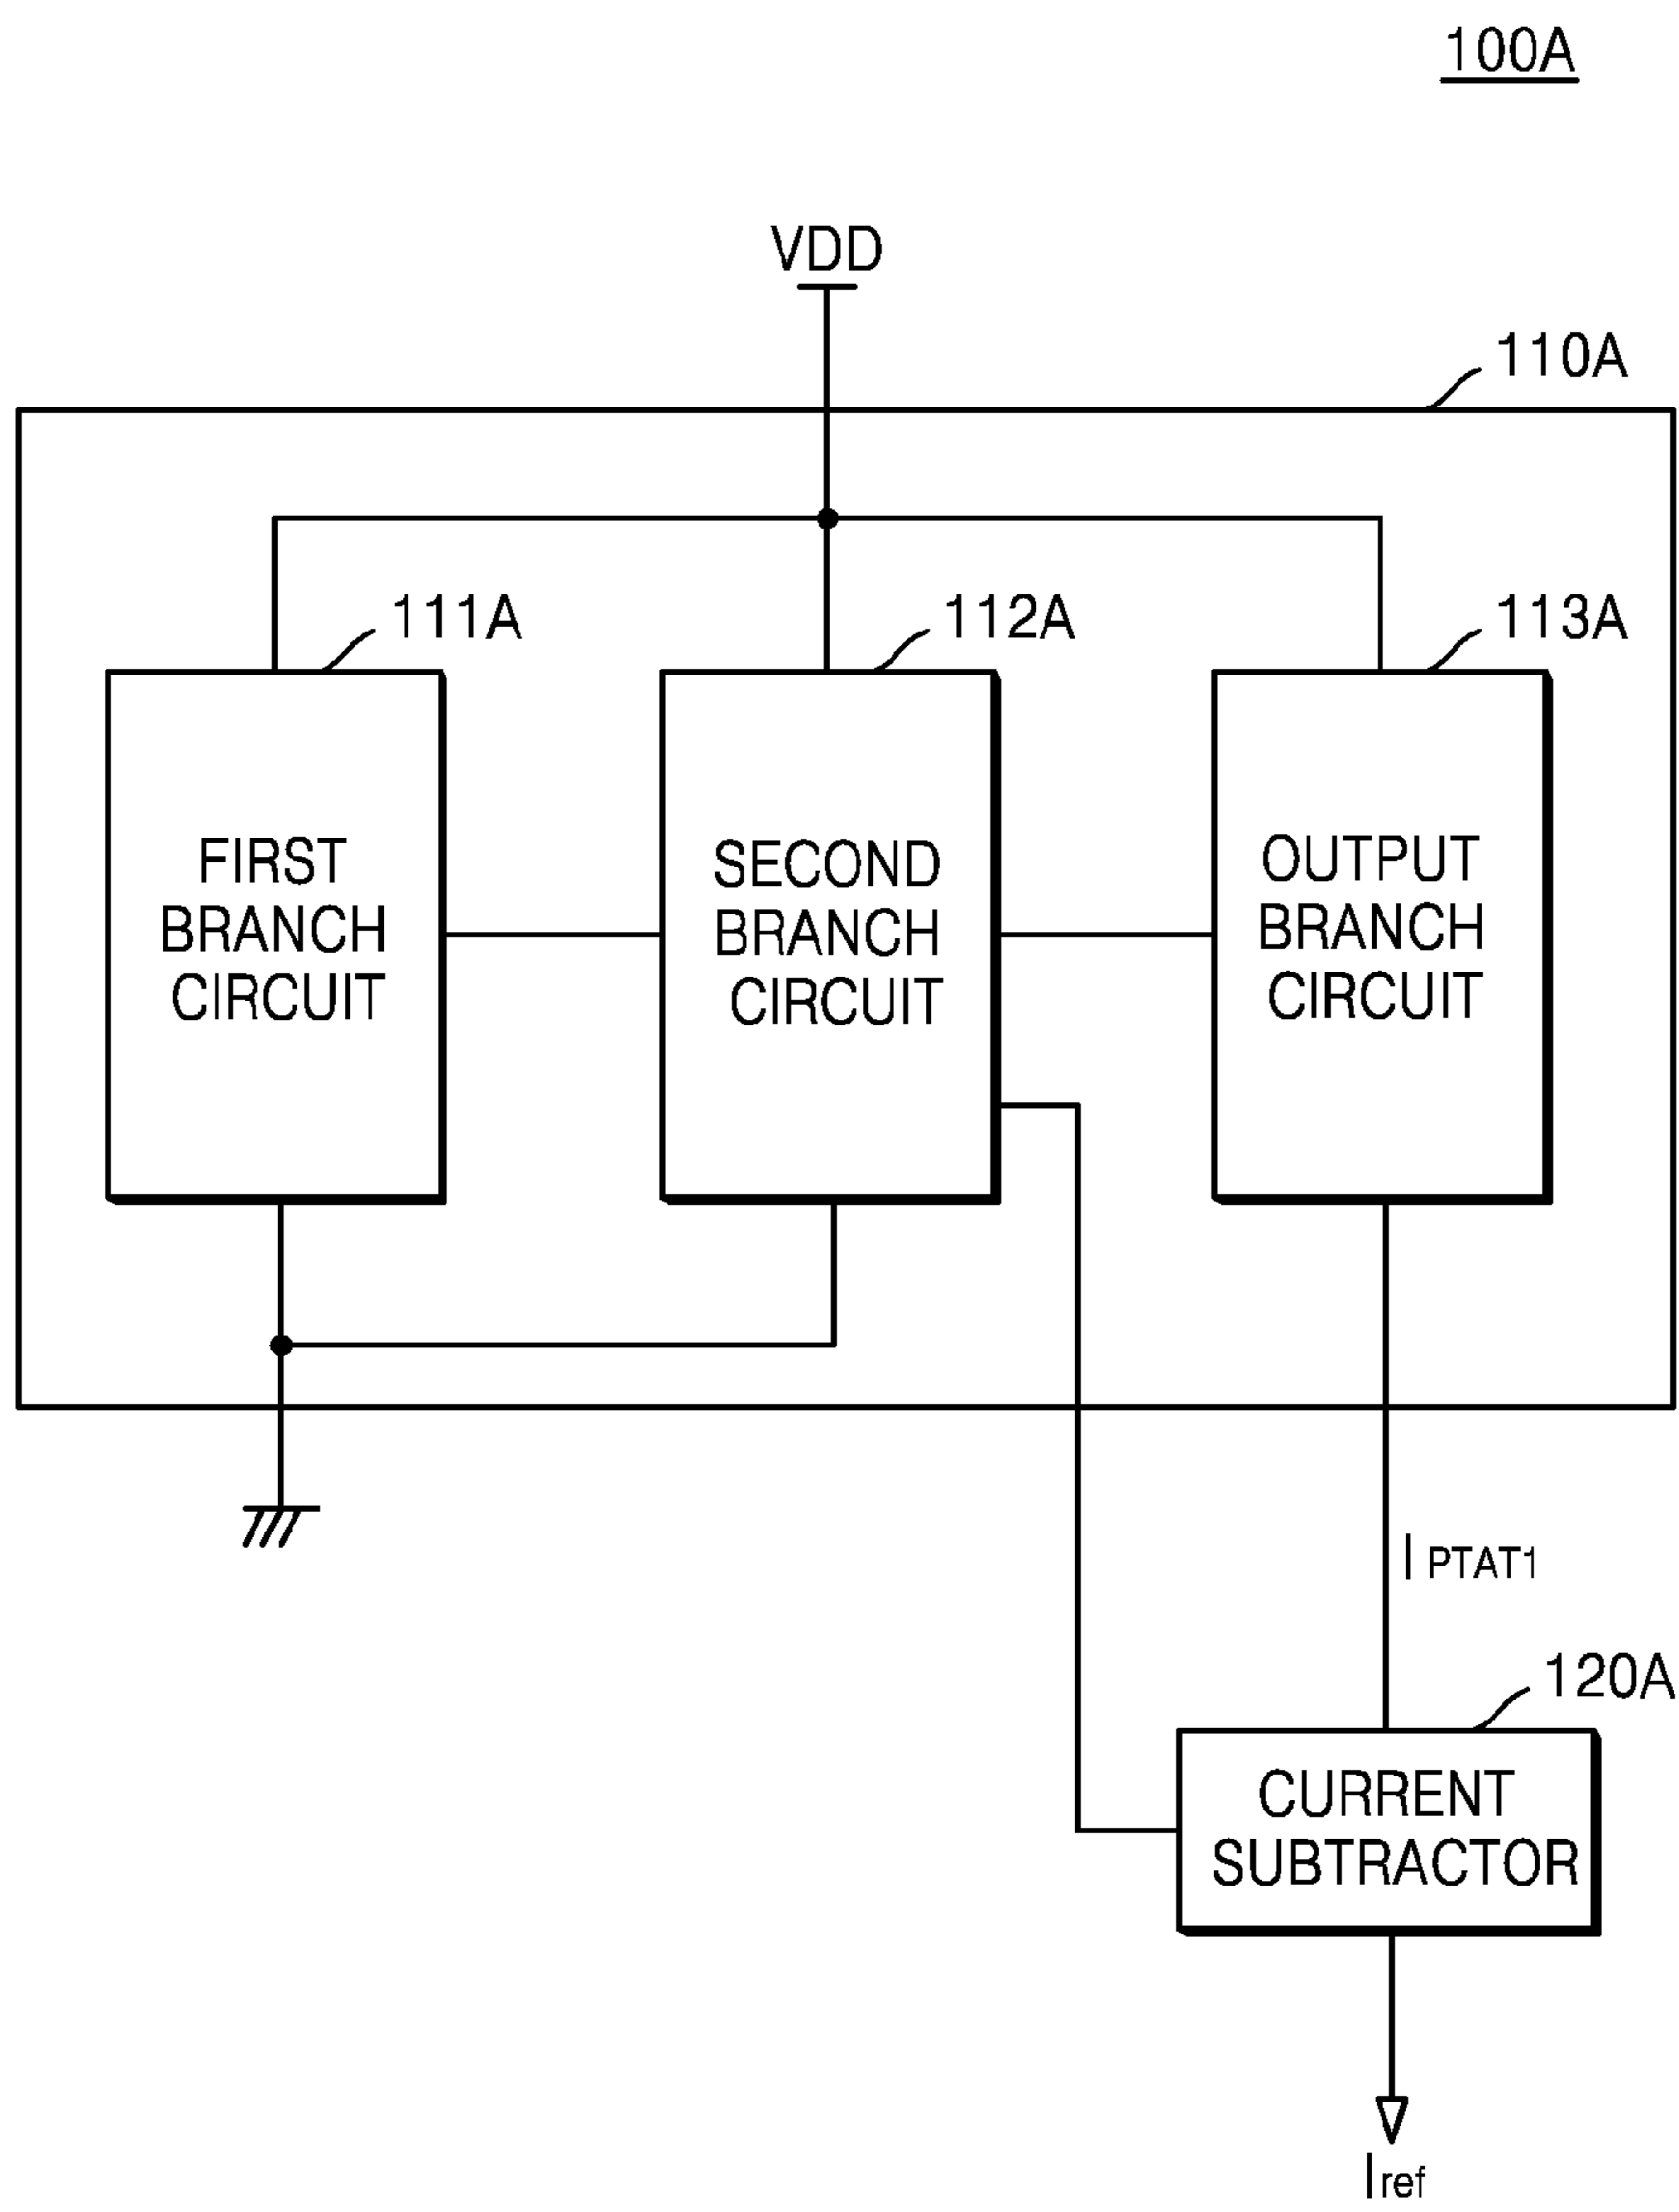 100A
VDD
110A
111A
112A
113A
FIRST
BRANCH
CIRCUIT
SECOND
BRANCH
CIRCUIT
OUTPUT
BRANCH
CIRCUIT
I PTAT1
120A
CURRENT
SUBTRACTOR
Iref